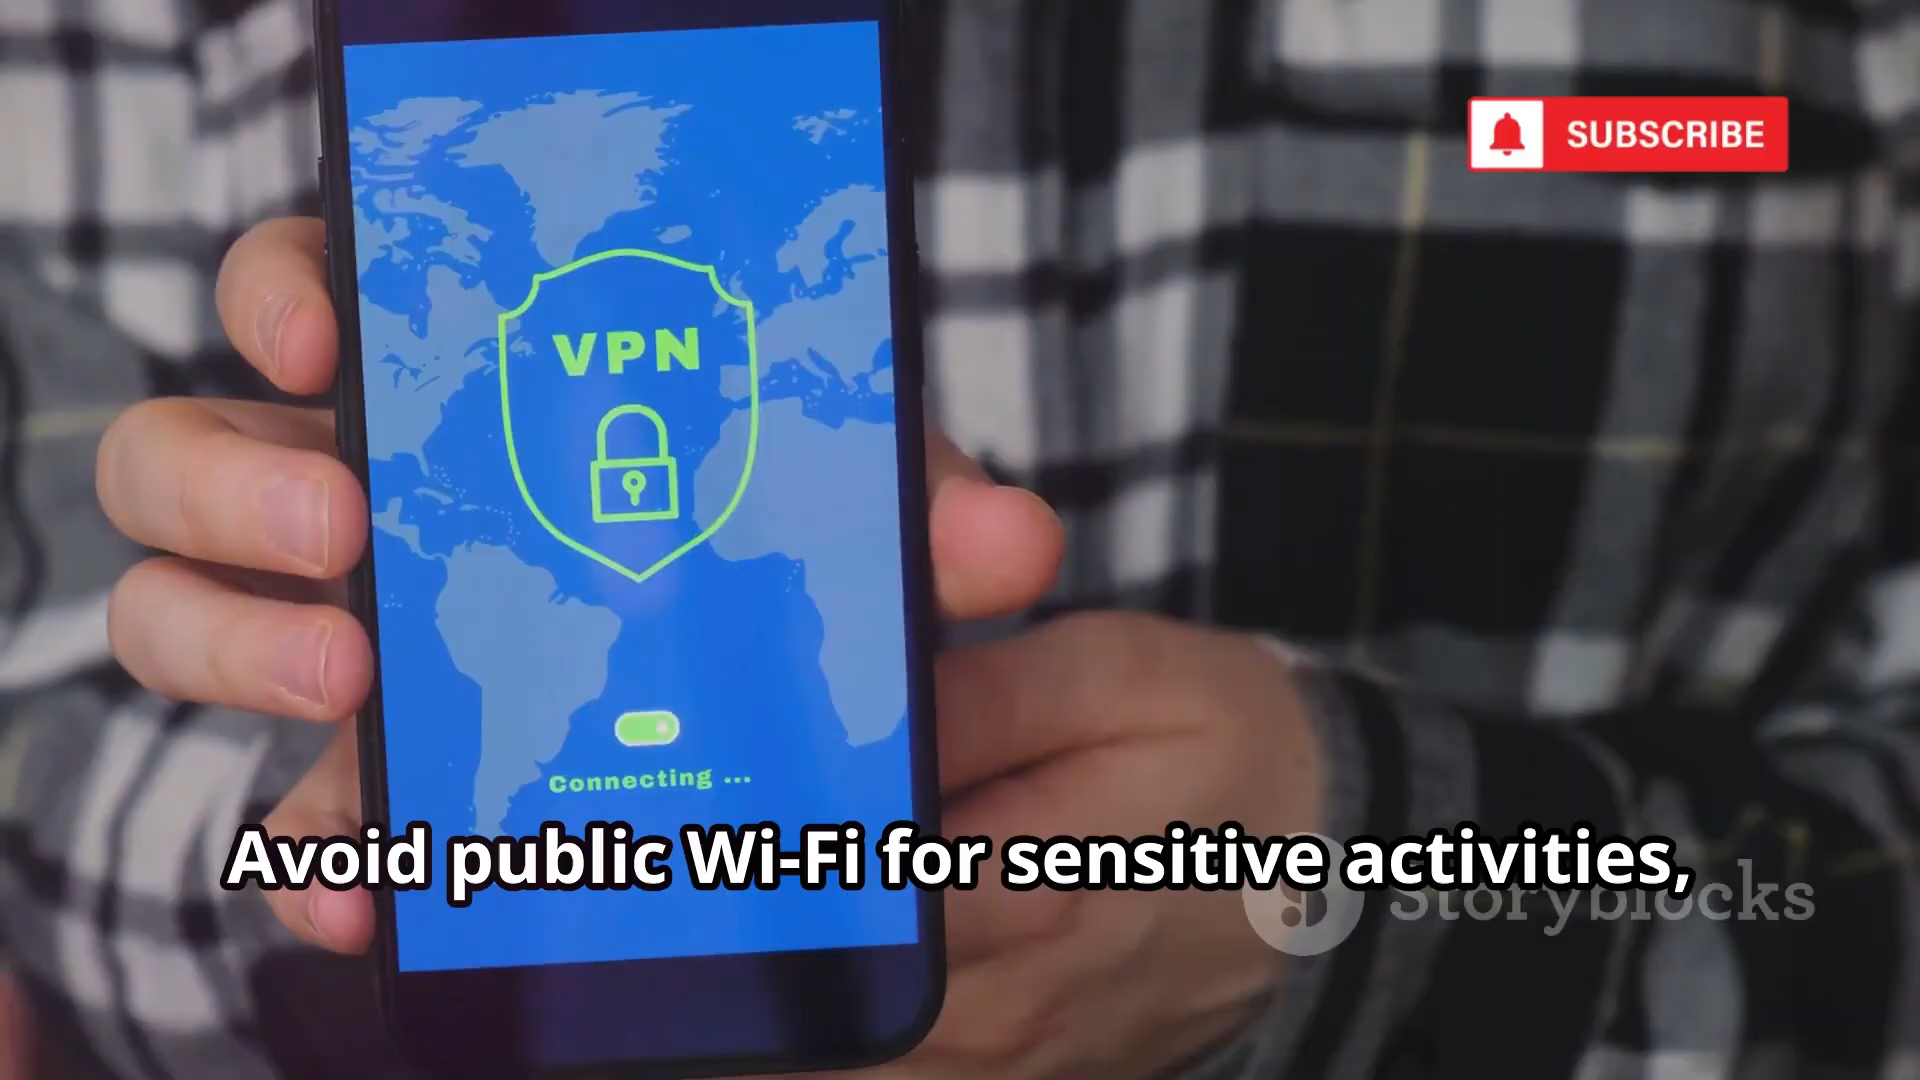 SUBSCRIBE
VPN
Connecting ...
Avoid public Wi-Fi for sensitive activities,
Storyblocks